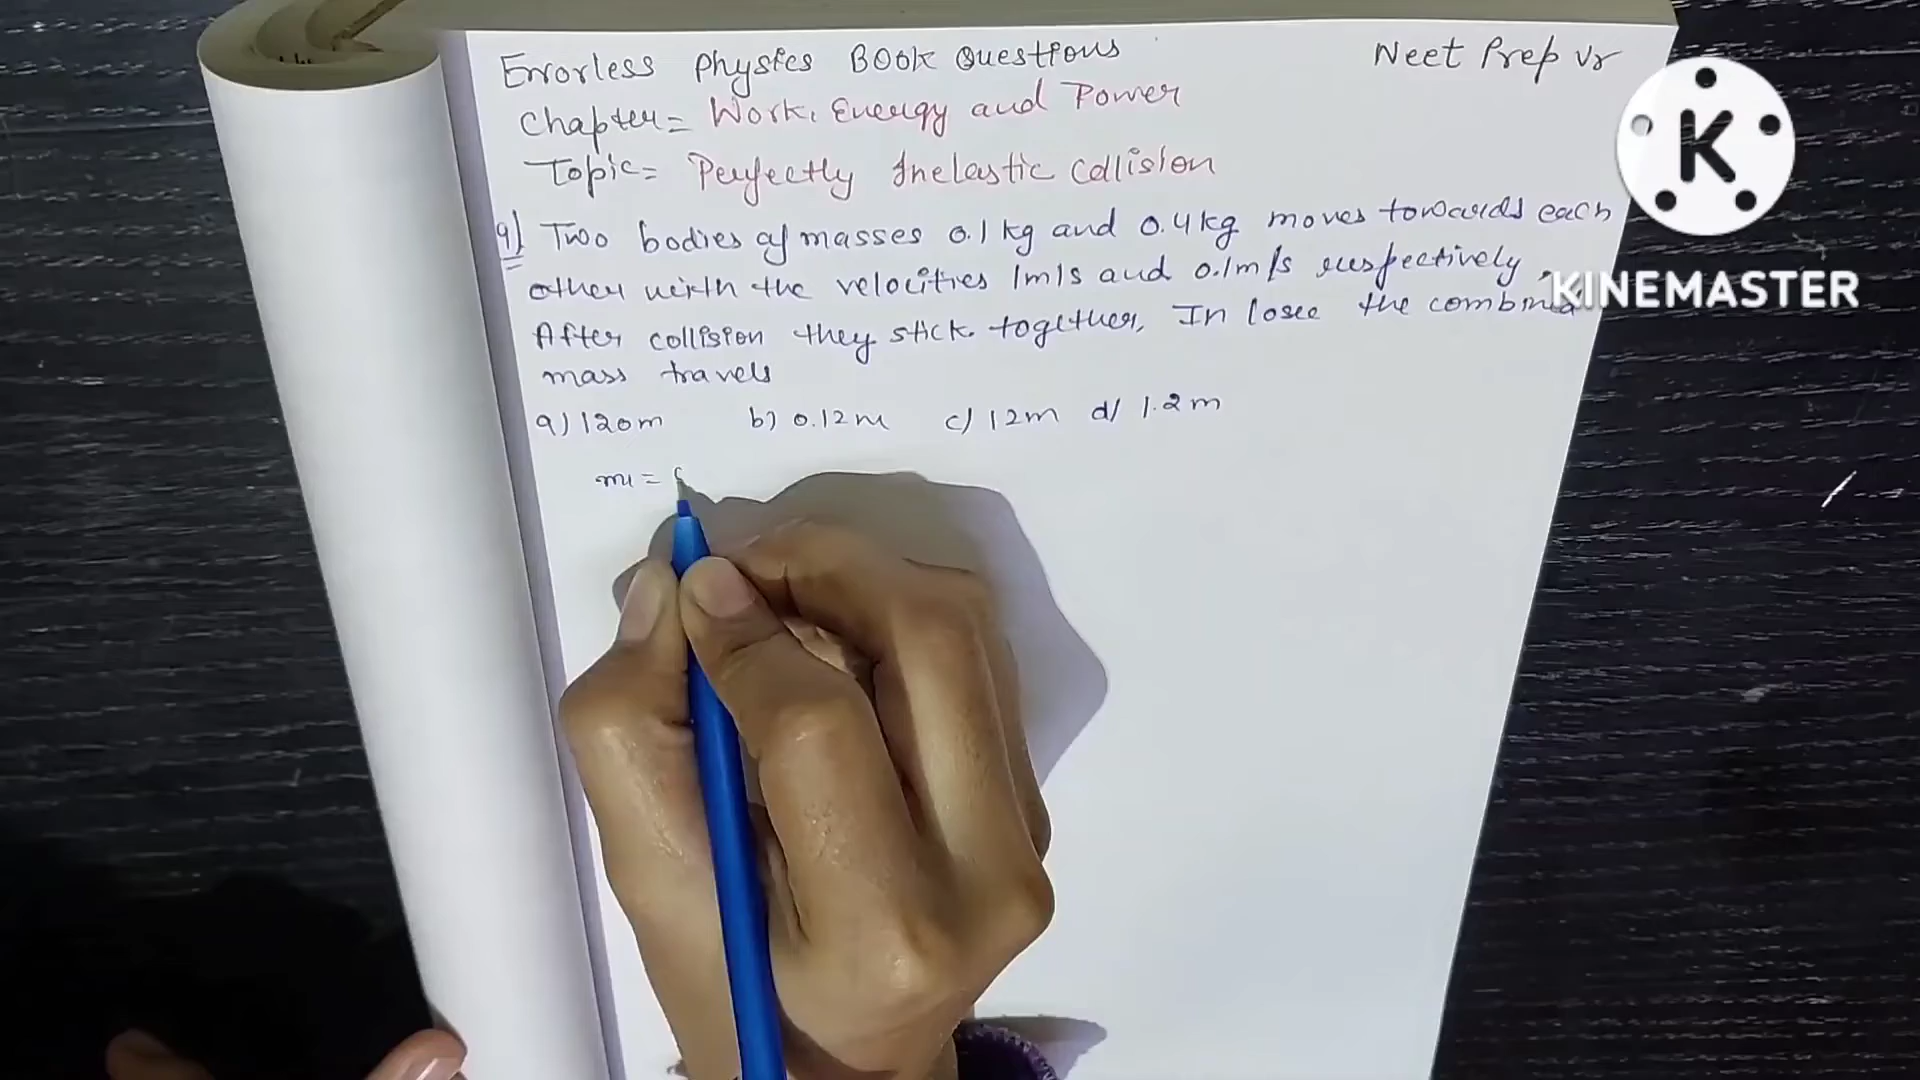 Errorless Physics Book Questions
Neet Prep Vr
Chapter = Work, Energy and Power
Topic = Perfectly Inelastic Collision
9) Two bodies of masses 0.1 kg and 0.4 kg moves towards each
other with the velocities 1m/s and 0.1m/s respectively,
After collision they stick together, In 10sec the combined
mass travels
a) 120m b) 0.12m c) 12m d) 1.2m
m1 =
K
KINEMASTER